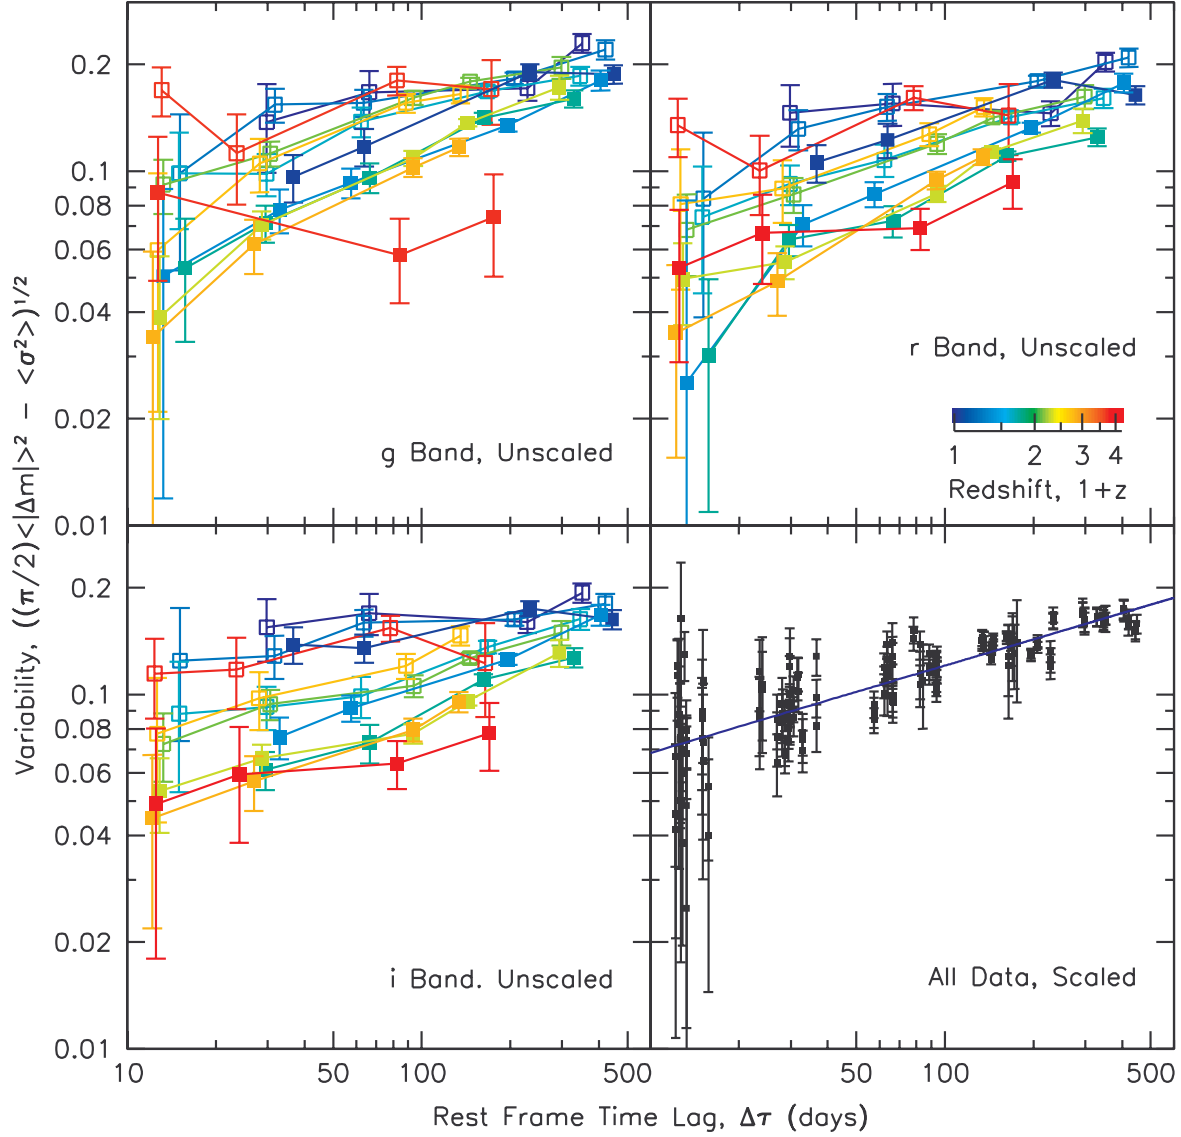 Variability, ((π/2)<|Δm|>² − <σ²>)¹/²
0.2
0.1
0.08
0.06
0.04
0.02
0.01
g Band, Unscaled
r Band, Unscaled
1 2 3 4
Redshift, 1+z
0.2
0.1
0.08
0.06
0.04
0.02
0.01
i Band. Unscaled
All Data, Scaled
10 50 100 500 50 100 500
Rest Frame Time Lag, Δτ (days)